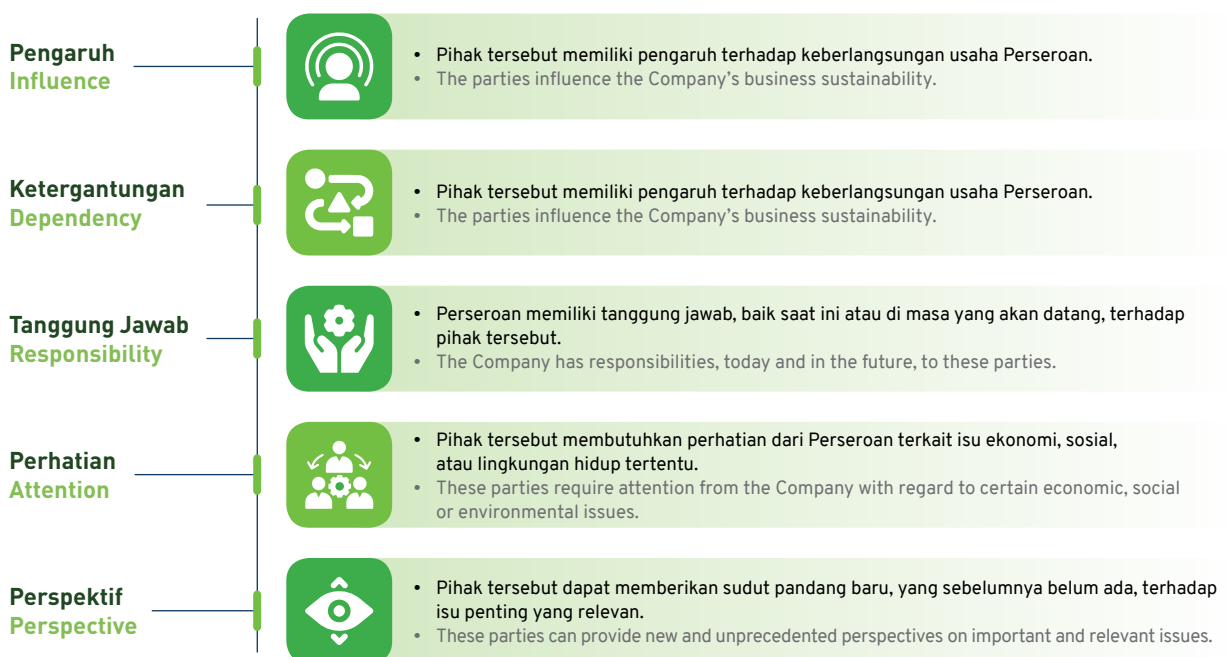 Pengaruh
Influence
• Pihak tersebut memiliki pengaruh terhadap keberlangsungan usaha Perseroan.
• The parties influence the Company's business sustainability.
Ketergantungan
Dependency
• Pihak tersebut memiliki pengaruh terhadap keberlangsungan usaha Perseroan.
• The parties influence the Company's business sustainability.
Tanggung Jawab
Responsibility
• Perseroan memiliki tanggung jawab, baik saat ini atau di masa yang akan datang, terhadap
pihak tersebut.
• The Company has responsibilities, today and in the future, to these parties.
Perhatian
Attention
• Pihak tersebut membutuhkan perhatian dari Perseroan terkait isu ekonomi, sosial,
atau lingkungan hidup tertentu.
• These parties require attention from the Company with regard to certain economic, social
or environmental issues.
Perspektif
Perspective
• Pihak tersebut dapat memberikan sudut pandang baru, yang sebelumnya belum ada, terhadap
isu penting yang relevan.
• These parties can provide new and unprecedented perspectives on important and relevant issues.